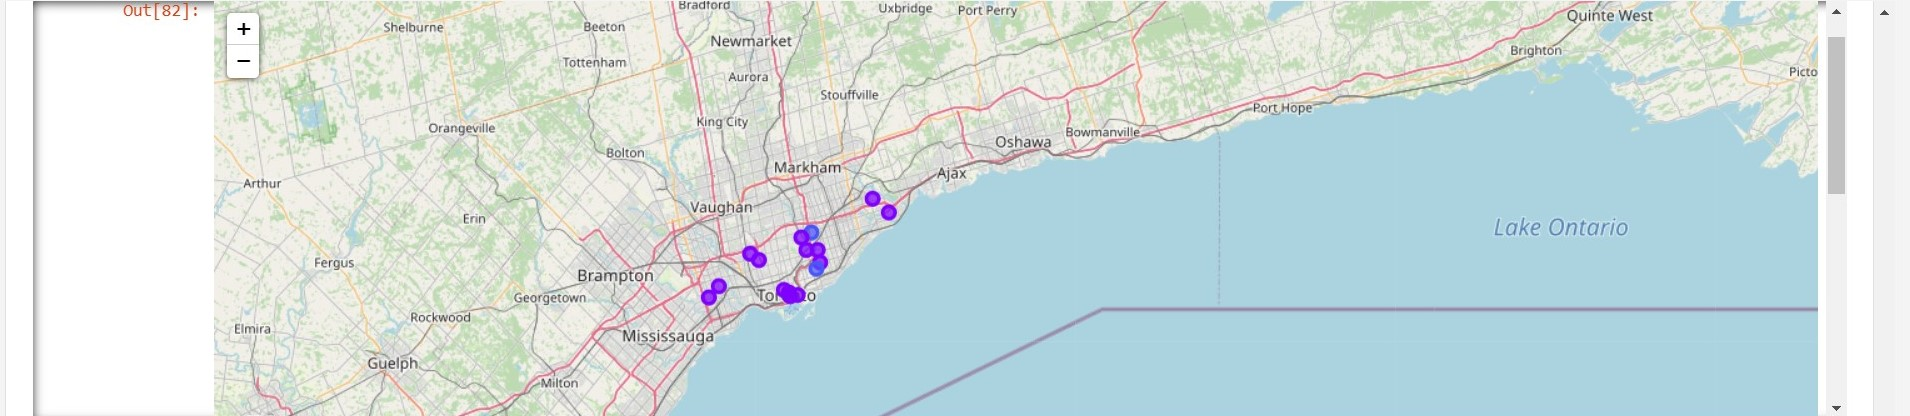 Out[82]:
+
−
Bradford
Uxbridge
Port Perry
Quinte West
Shelburne
Beeton
Newmarket
Brighton
Tottenham
Aurora
Picto
Stouffville
King City
Port Hope
Orangeville
Bowmanville
Oshawa
Bolton
Markham
Ajax
Arthur
Vaughan
Erin
Lake Ontario
Fergus
Brampton
Georgetown
Rockwood
Elmira
Mississauga
Guelph
Milton